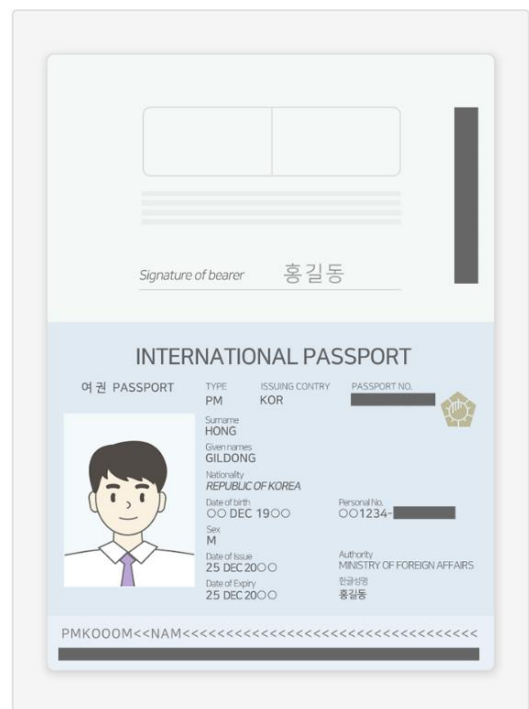 Signature of bearer 홍길동
INTERNATIONAL PASSPORT
여권 PASSPORT
TYPE ISSUING CONTRY PASSPORT NO.
PM KOR
Surname
HONG
Given names
GILDONG
Nationality
REPUBLIC OF KOREA
Date of birth Personal No.
○○ DEC 19○○ ○○1234-
Sex
M
Date of Issue Authority
25 DEC 20○○ MINISTRY OF FOREIGN AFFAIRS
Date of Expiry 한글성명
25 DEC 20○○ 홍길동
PMKOOOM<<NAM<<<<<<<<<<<<<<<<<<<<<<<<<<<<<<<<<<